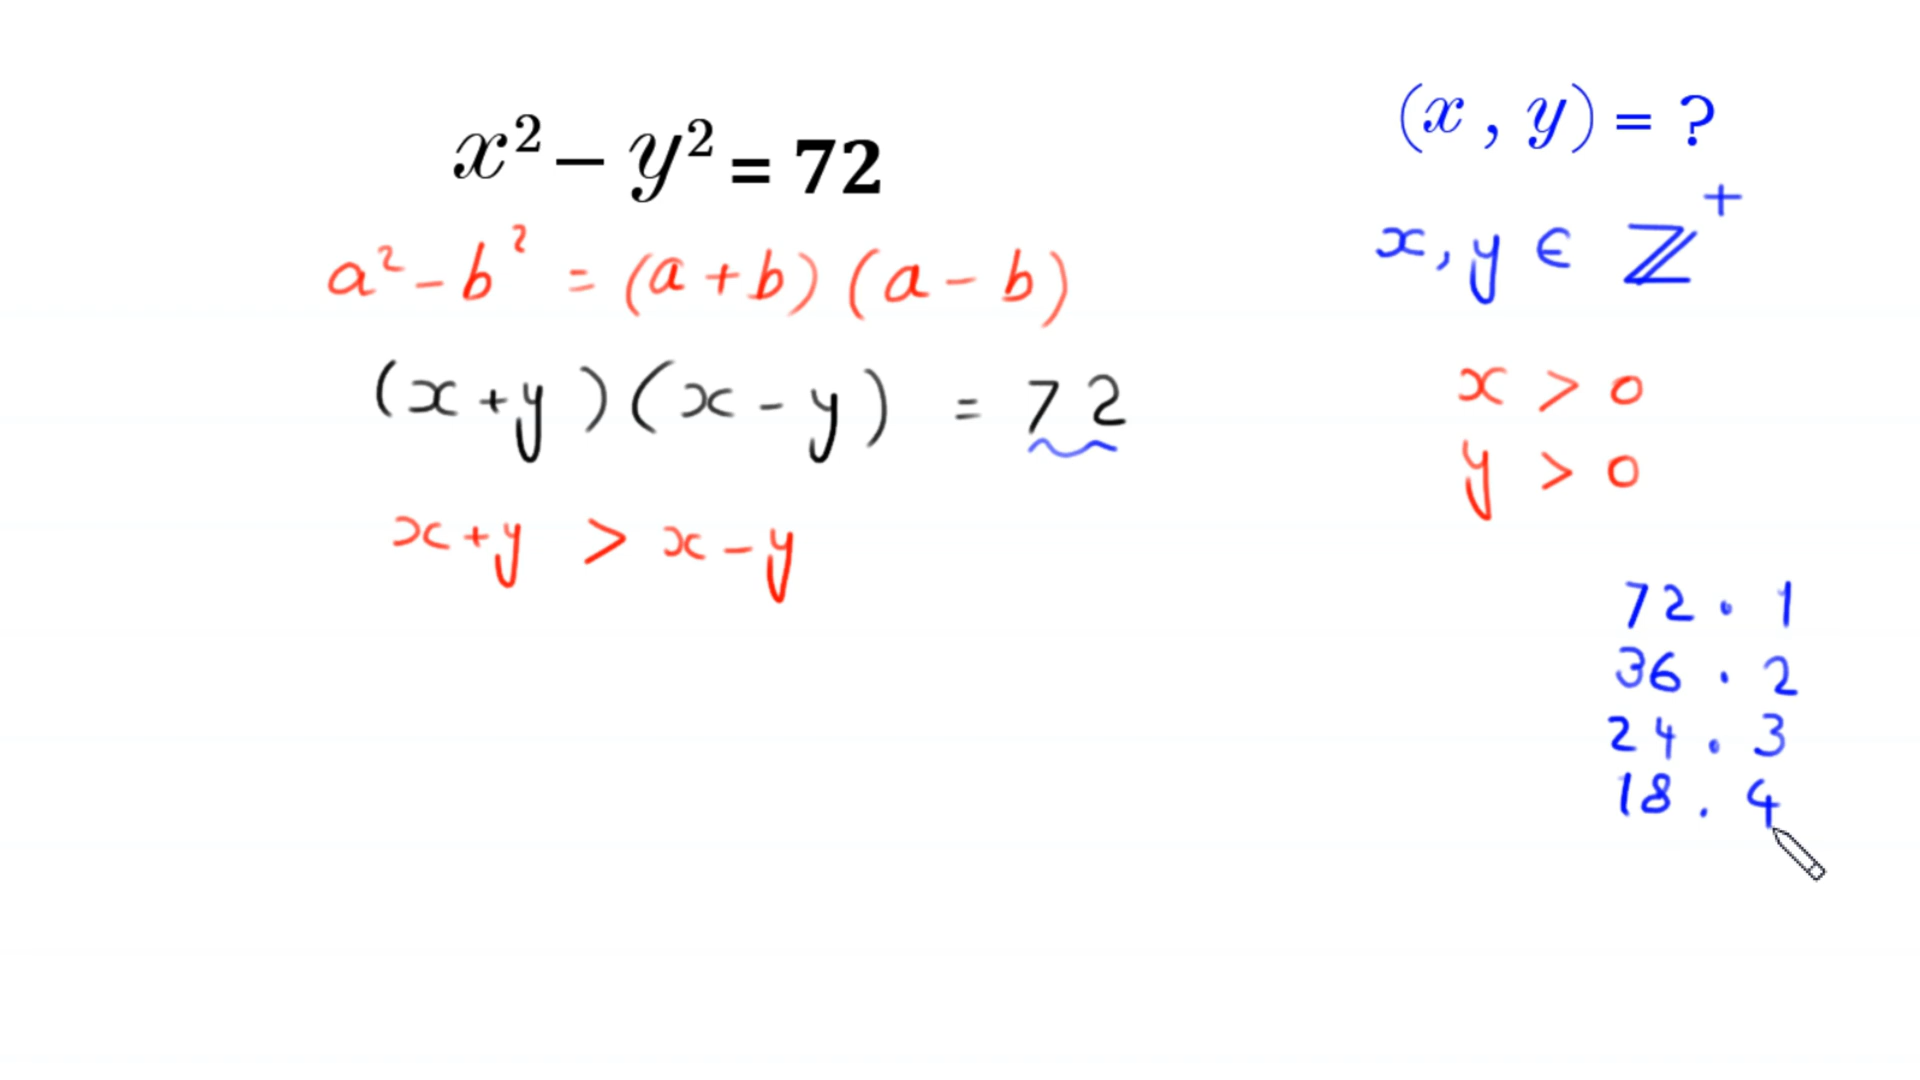 x² − y² = 72
a² - b² = (a + b) (a - b)
(x + y) (x - y) = 72
x + y > x - y
(x , y) = ?
x, y ∈ ℤ⁺
x > 0
y > 0
72 . 1
36 . 2
24 . 3
18 . 4